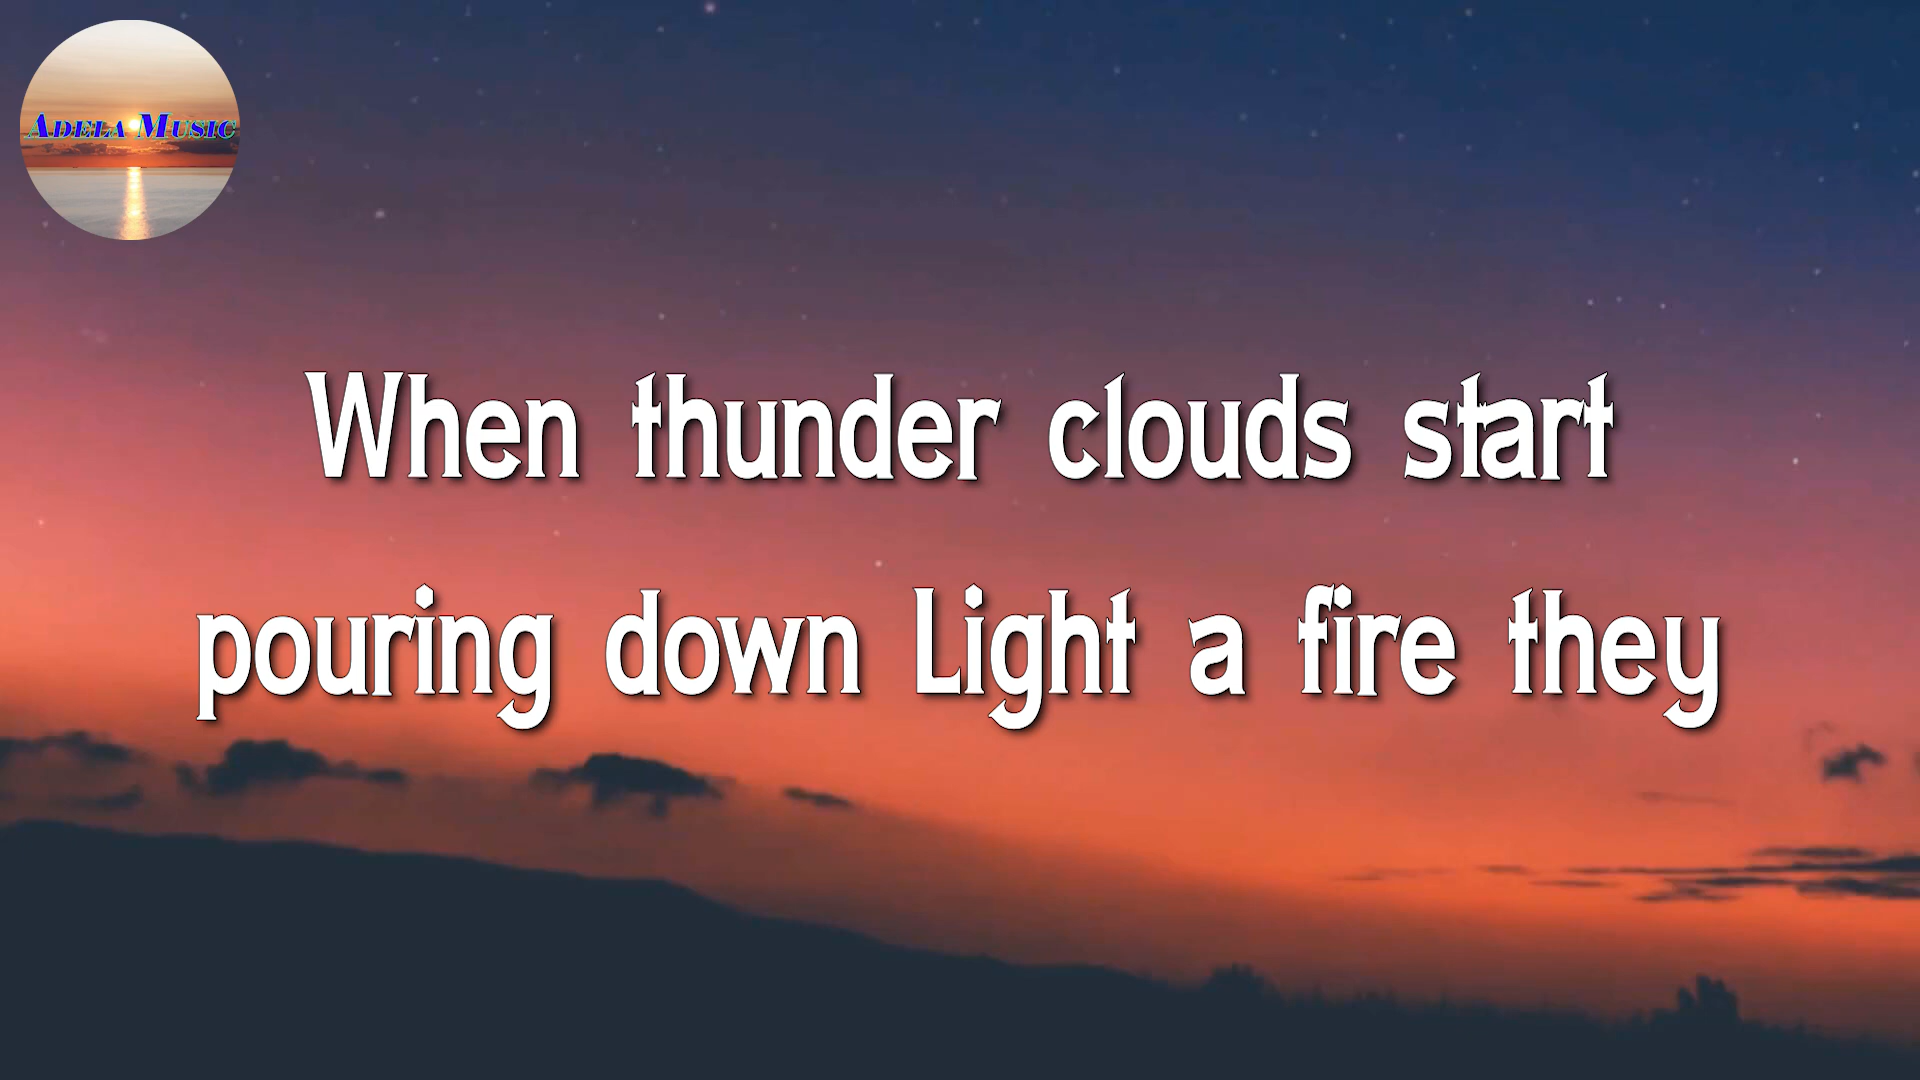 Adela Music
When thunder clouds start
pouring down Light a fire they